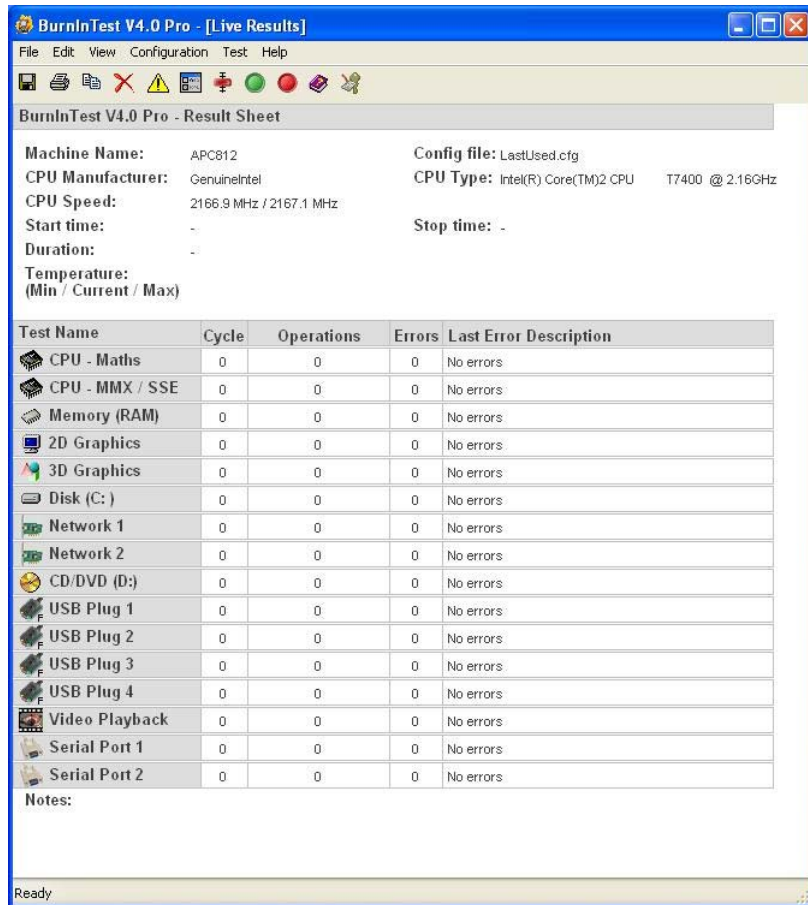 BurnInTest V4.0 Pro - [Live Results]
File Edit View Configuration Test Help
BurnInTest V4.0 Pro - Result Sheet
Machine Name: APC812 Config file: LastUsed.cfg
CPU Manufacturer: GenuineIntel CPU Type: Intel(R) Core(TM)2 CPU T7400 @ 2.16GHz
CPU Speed: 2166.9 MHz / 2167.1 MHz
Start time: - Stop time: -
Duration: -
Temperature:
(Min / Current / Max)
Test Name Cycle Operations Errors Last Error Description
CPU - Maths 0 0 0 No errors
CPU - MMX / SSE 0 0 0 No errors
Memory (RAM) 0 0 0 No errors
2D Graphics 0 0 0 No errors
3D Graphics 0 0 0 No errors
Disk (C: ) 0 0 0 No errors
Network 1 0 0 0 No errors
Network 2 0 0 0 No errors
CD/DVD (D:) 0 0 0 No errors
USB Plug 1 0 0 0 No errors
USB Plug 2 0 0 0 No errors
USB Plug 3 0 0 0 No errors
USB Plug 4 0 0 0 No errors
Video Playback 0 0 0 No errors
Serial Port 1 0 0 0 No errors
Serial Port 2 0 0 0 No errors
Notes:
Ready